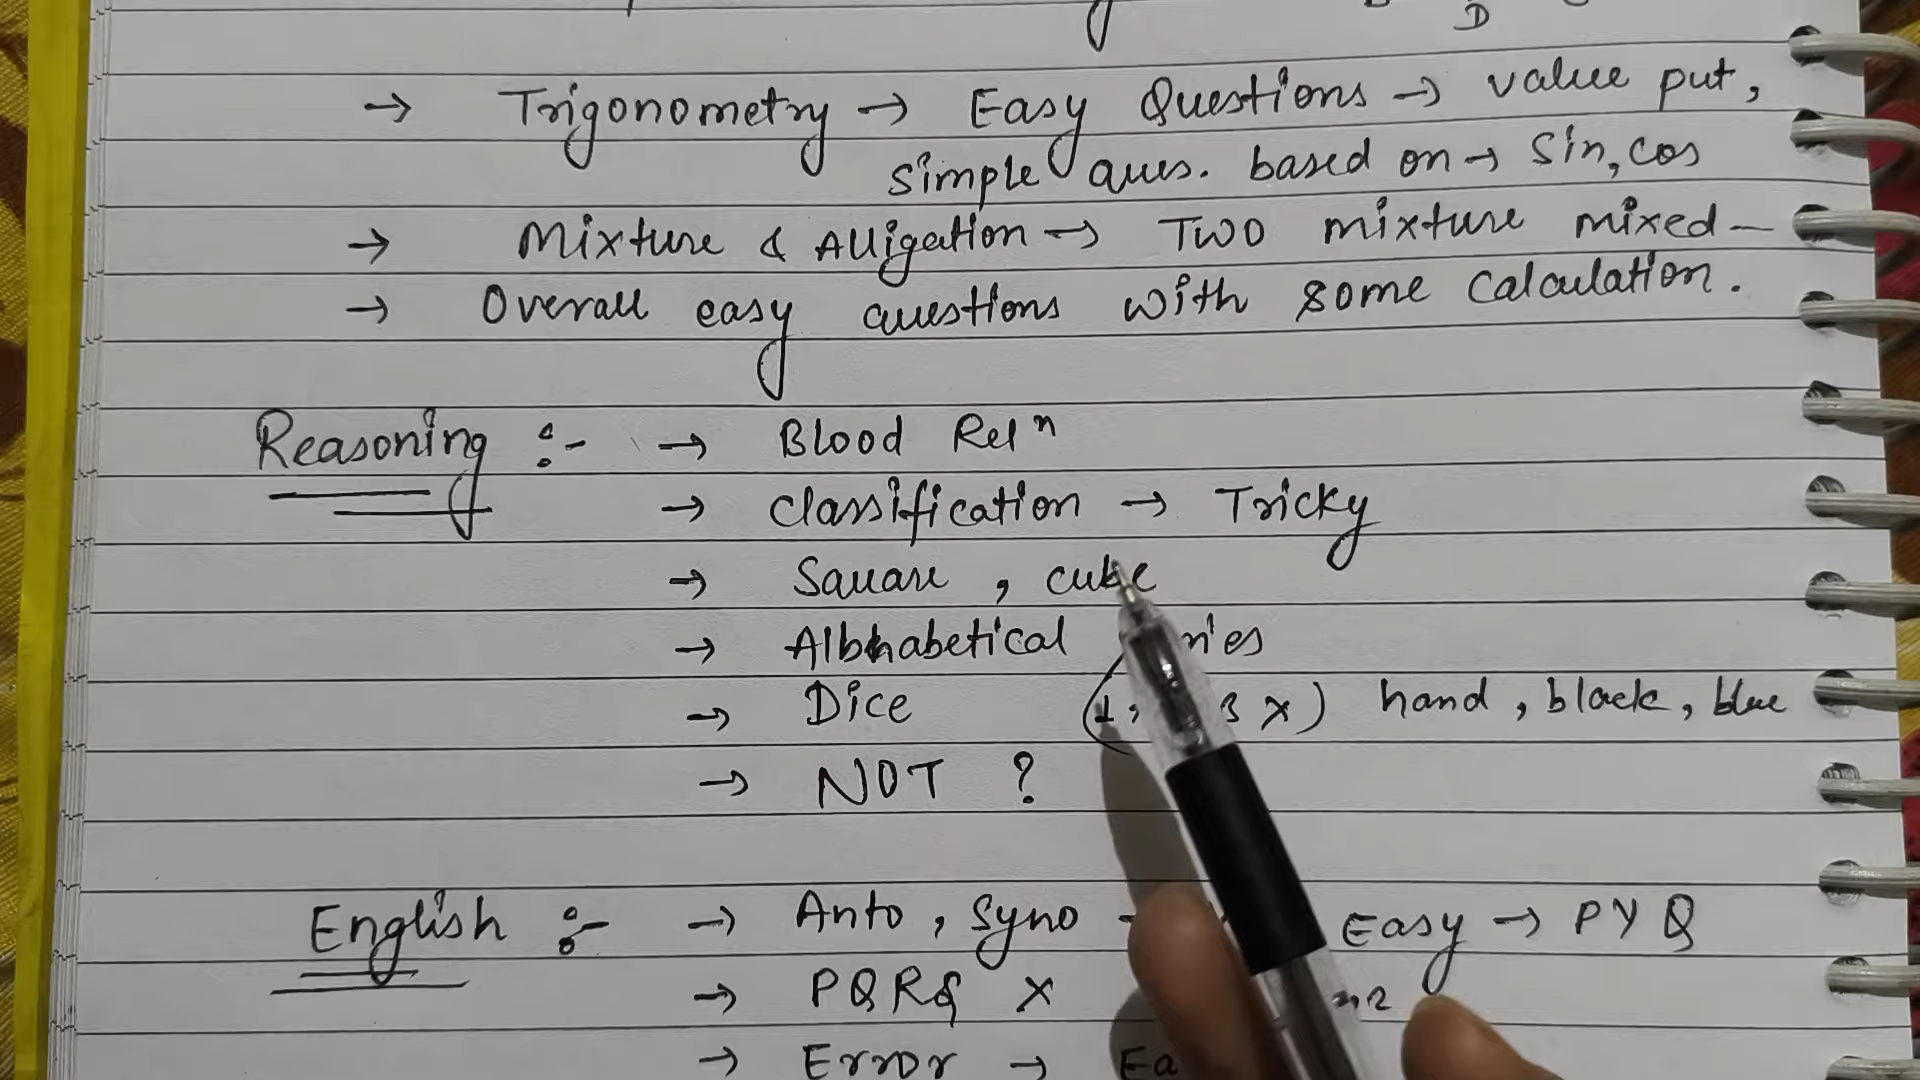 D
→ Trigonometry → Easy Questions → value put,
simple ques. based on → Sin, cos
→ Mixture & Alligation → Two mixture mixed –
→ Overall easy questions with some calculation.
Reasoning :- → Blood Relⁿ
→ Classification → Tricky
→ Square , cube
→ Alphabetical
→ Dice (1, 3 x) hand , black , blue
→ NOT ?
English :- → Anto , Syno - Easy → PYQ
→ PQRS x
→ Error →